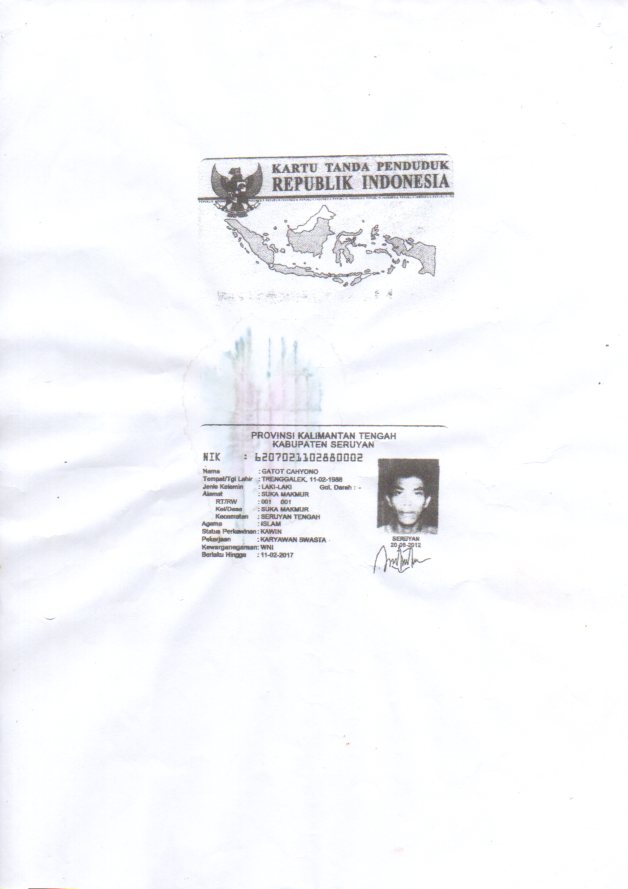 KARTU TANDA PENDUDUK
REPUBLIK INDONESIA
PROVINSI KALIMANTAN TENGAH
KABUPATEN SERUYAN
NIK : 6207021102880002
Nama : GATOT CAHYONO
Tempat/Tgl Lahir : TRENGGALEK, 11-02-1988
Jenis Kelamin : LAKI-LAKI Gol. Darah : -
Alamat : SUKA MAKMUR
RT/RW : 001 001
Kel/Desa : SUKA MAKMUR
Kecamatan : SERUYAN TENGAH
Agama : ISLAM
Status Perkawinan: KAWIN
Pekerjaan : KARYAWAN SWASTA
Kewarganegaraan: WNI
Berlaku Hingga : 11-02-2017
SERUYAN